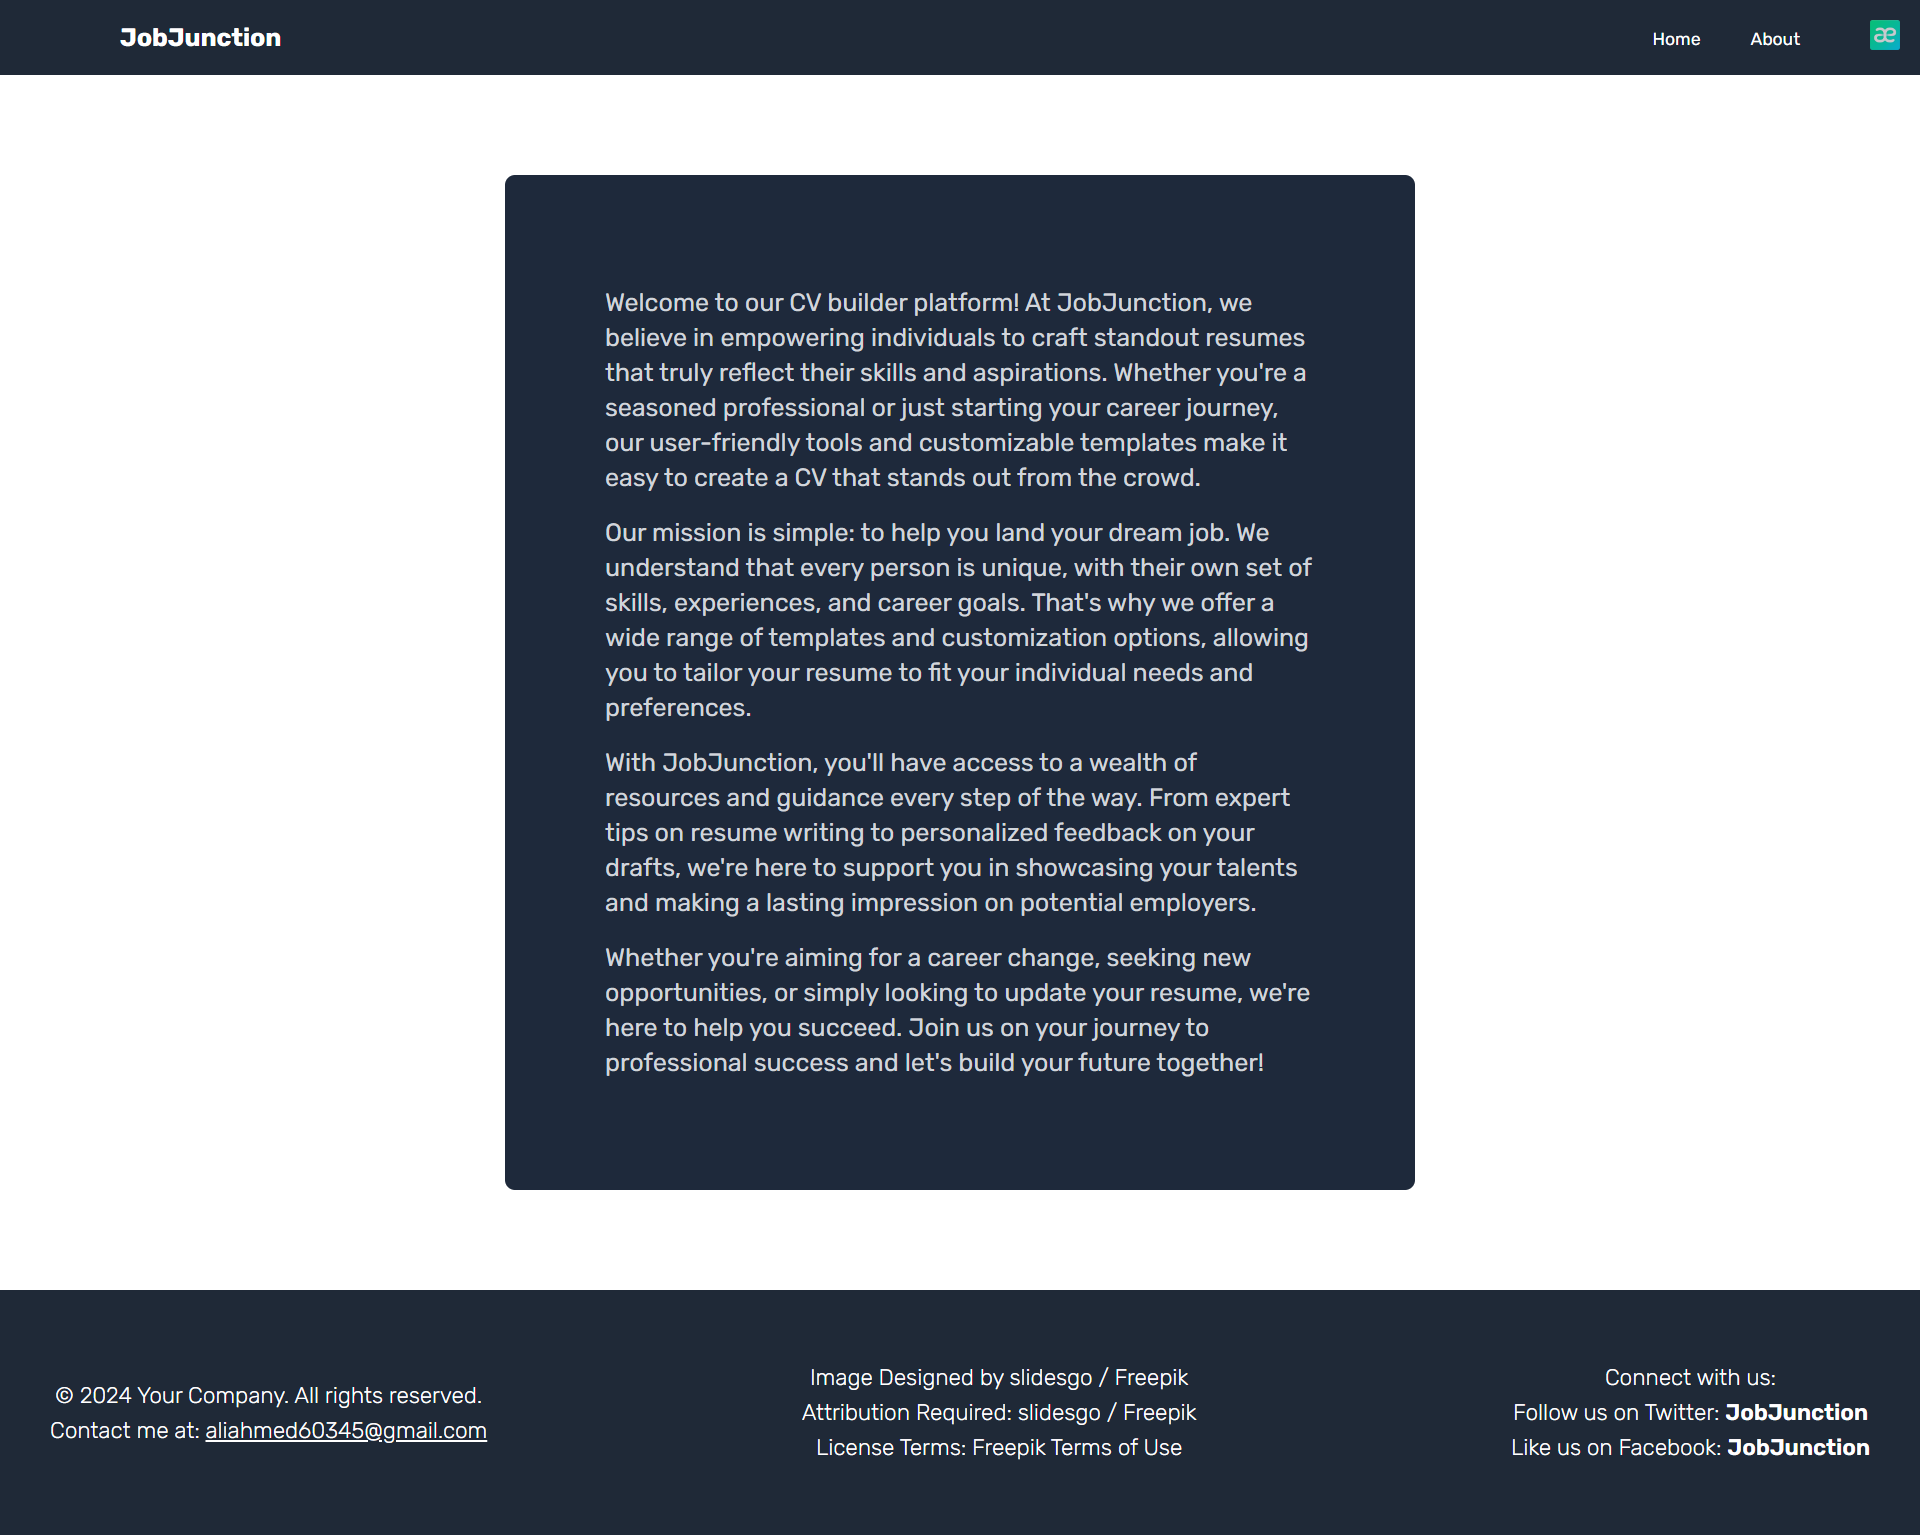 JobJunction
Home
About
æ
Welcome to our CV builder platform! At JobJunction, we
believe in empowering individuals to craft standout resumes
that truly reflect their skills and aspirations. Whether you're a
seasoned professional or just starting your career journey,
our user-friendly tools and customizable templates make it
easy to create a CV that stands out from the crowd.
Our mission is simple: to help you land your dream job. We
understand that every person is unique, with their own set of
skills, experiences, and career goals. That's why we offer a
wide range of templates and customization options, allowing
you to tailor your resume to fit your individual needs and
preferences.
With JobJunction, you'll have access to a wealth of
resources and guidance every step of the way. From expert
tips on resume writing to personalized feedback on your
drafts, we're here to support you in showcasing your talents
and making a lasting impression on potential employers.
Whether you're aiming for a career change, seeking new
opportunities, or simply looking to update your resume, we're
here to help you succeed. Join us on your journey to
professional success and let's build your future together!
© 2024 Your Company. All rights reserved.
Contact me at: aliahmed60345@gmail.com
Image Designed by slidesgo / Freepik
Attribution Required: slidesgo / Freepik
License Terms: Freepik Terms of Use
Connect with us:
Follow us on Twitter: JobJunction
Like us on Facebook: JobJunction